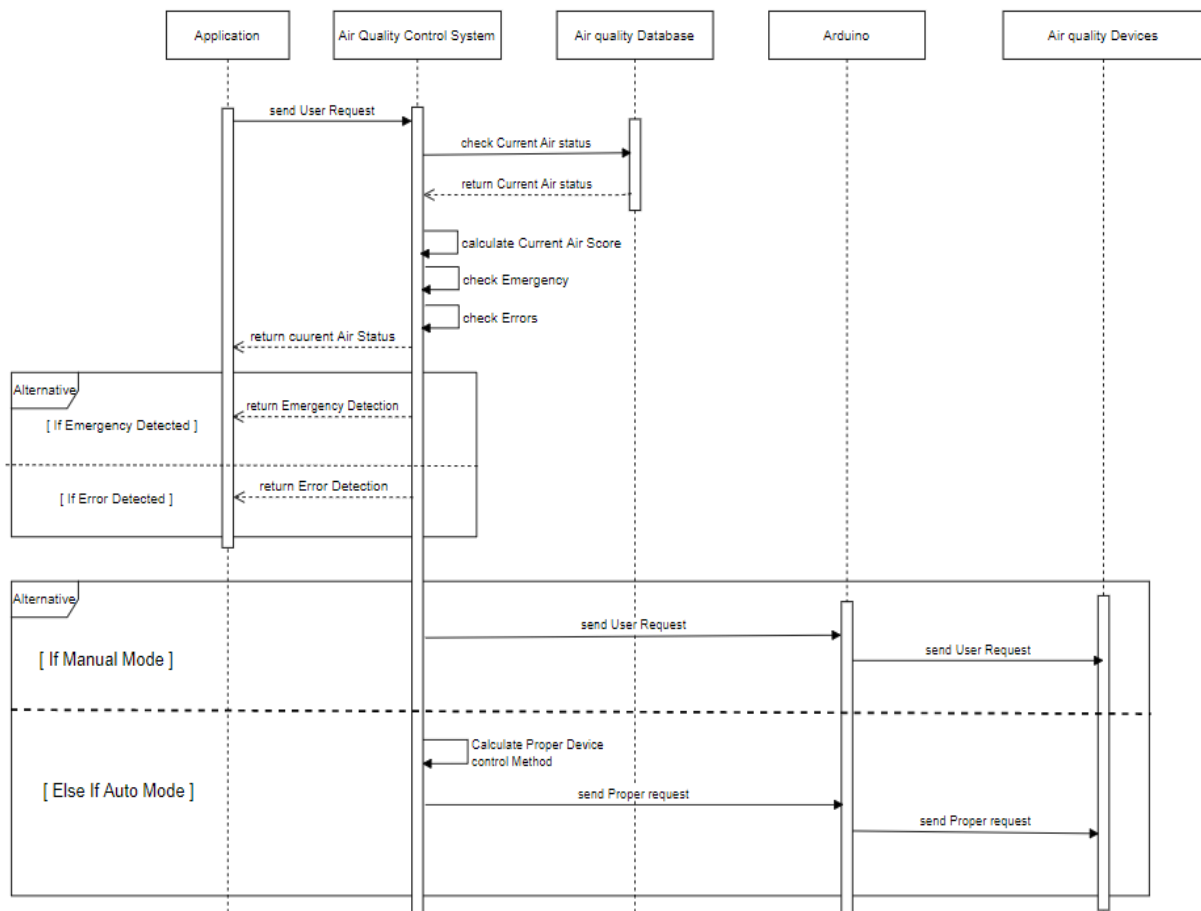 Application
Air Quality Control System
Air quality Database
Arduino
Air quality Devices
send User Request
check Current Air status
return Current Air status
calculate Current Air Score
check Emergency
check Errors
return cuurent Air Status
Alternative
return Emergency Detection
[ If Emergency Detected ]
return Error Detection
[ If Error Detected ]
Alternative
send User Request
send User Request
[ If Manual Mode ]
Calculate Proper Device
control Method
[ Else If Auto Mode ]
send Proper request
send Proper request